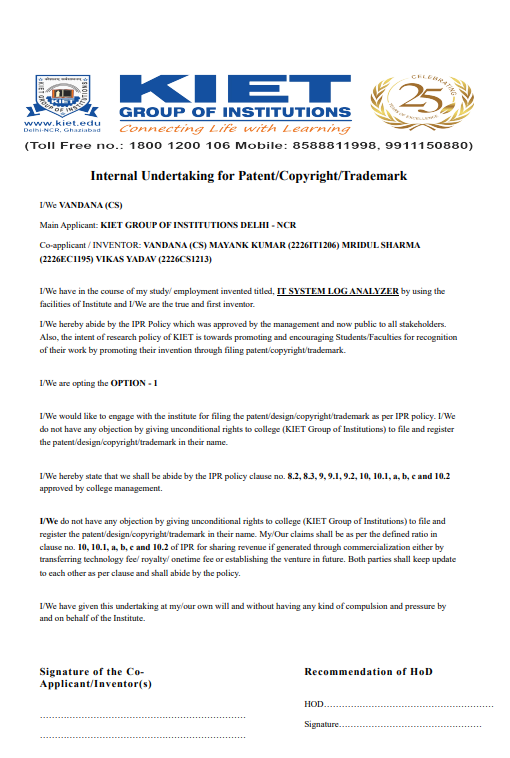 KIET
GROUP OF INSTITUTIONS
Connecting Life with Learning
www.kiet.edu
Delhi-NCR, Ghaziabad
CELEBRATING
25
YEARS OF EXCELLENCE
(Toll Free no.: 1800 1200 106 Mobile: 8588811998, 9911150880)
Internal Undertaking for Patent/Copyright/Trademark
I/We VANDANA (CS)
Main Applicant: KIET GROUP OF INSTITUTIONS DELHI - NCR
Co-applicant / INVENTOR: VANDANA (CS) MAYANK KUMAR (2226IT1206) MRIDUL SHARMA
(2226EC1195) VIKAS YADAV (2226CS1213)
I/We have in the course of my study/ employment invented titled, IT SYSTEM LOG ANALYZER by using the
facilities of Institute and I/We are the true and first inventor.
I/We hereby abide by the IPR Policy which was approved by the management and now public to all stakeholders.
Also, the intent of research policy of KIET is towards promoting and encouraging Students/Faculties for recognition
of their work by promoting their invention through filing patent/copyright/trademark.
I/We are opting the OPTION - 1
I/We would like to engage with the institute for filing the patent/design/copyright/trademark as per IPR policy. I/We
do not have any objection by giving unconditional rights to college (KIET Group of Institutions) to file and register
the patent/design/copyright/trademark in their name.
I/We hereby state that we shall be abide by the IPR policy clause no. 8.2, 8.3, 9, 9.1, 9.2, 10, 10.1, a, b, c and 10.2
approved by college management.
I/We do not have any objection by giving unconditional rights to college (KIET Group of Institutions) to file and
register the patent/design/copyright/trademark in their name. My/Our claims shall be as per the defined ratio in
clause no. 10, 10.1, a, b, c and 10.2 of IPR for sharing revenue if generated through commercialization either by
transferring technology fee/ royalty/ onetime fee or establishing the venture in future. Both parties shall keep update
to each other as per clause and shall abide by the policy.
I/We have given this undertaking at my/our own will and without having any kind of compulsion and pressure by
and on behalf of the Institute.
Signature of the Co-
Applicant/Inventor(s)
Recommendation of HoD
HOD........................................................
Signature................................................